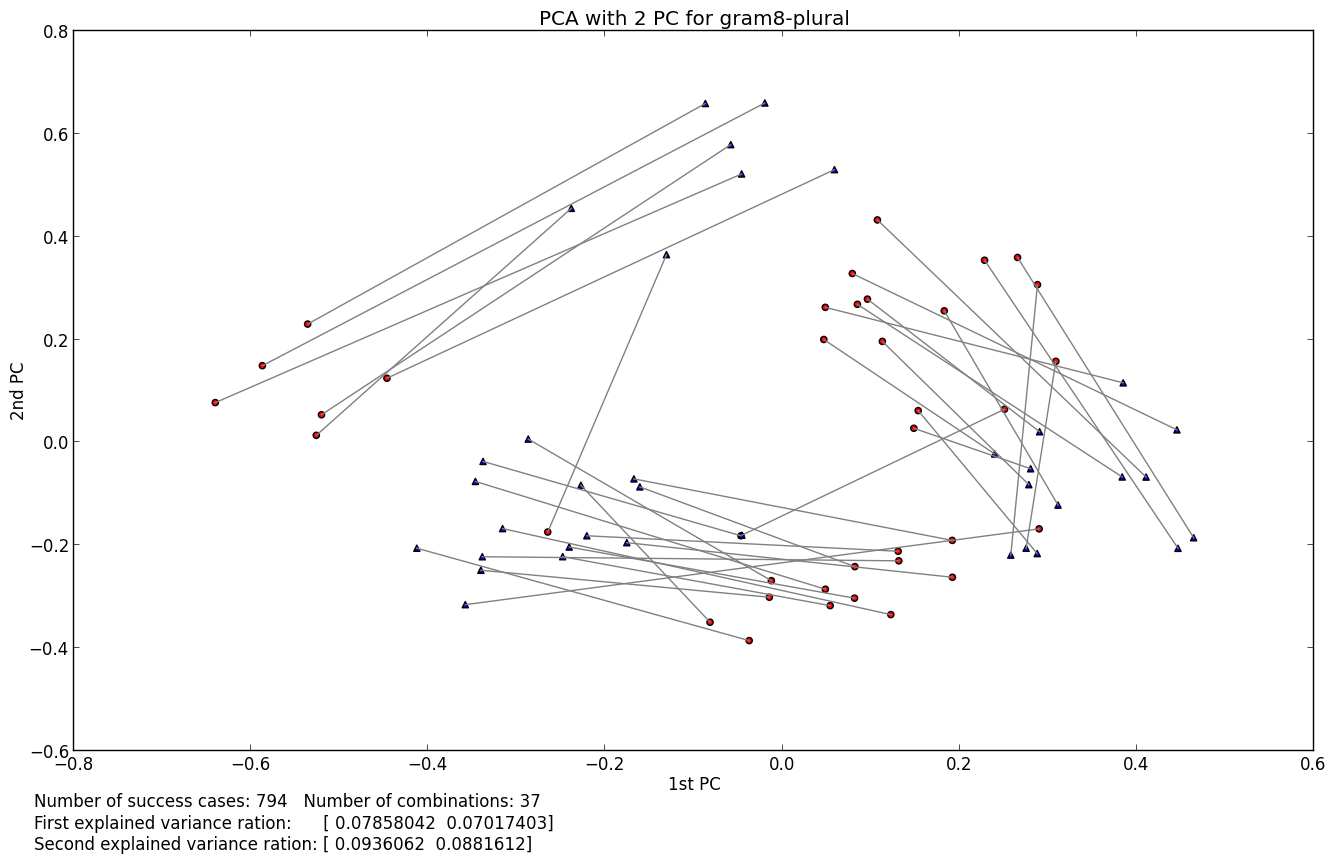 PCA with 2 PC for gram8-plural
0.8
0.6
0.4
0.2
0.0
−0.2
−0.4
−0.6
2nd PC
−0.8
−0.6
−0.4
−0.2
0.0
0.2
0.4
0.6
1st PC
Number of success cases: 794   Number of combinations: 37
First explained variance ration:      [ 0.07858042  0.07017403]
Second explained variance ration: [ 0.0936062  0.0881612]